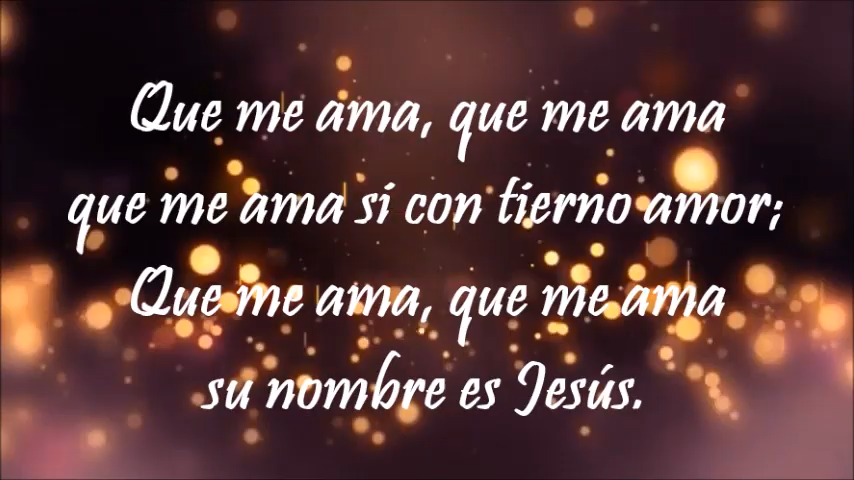 Que me ama, que me ama
que me ama si con tierno amor;
Que me ama, que me ama
su nombre es Jesús.